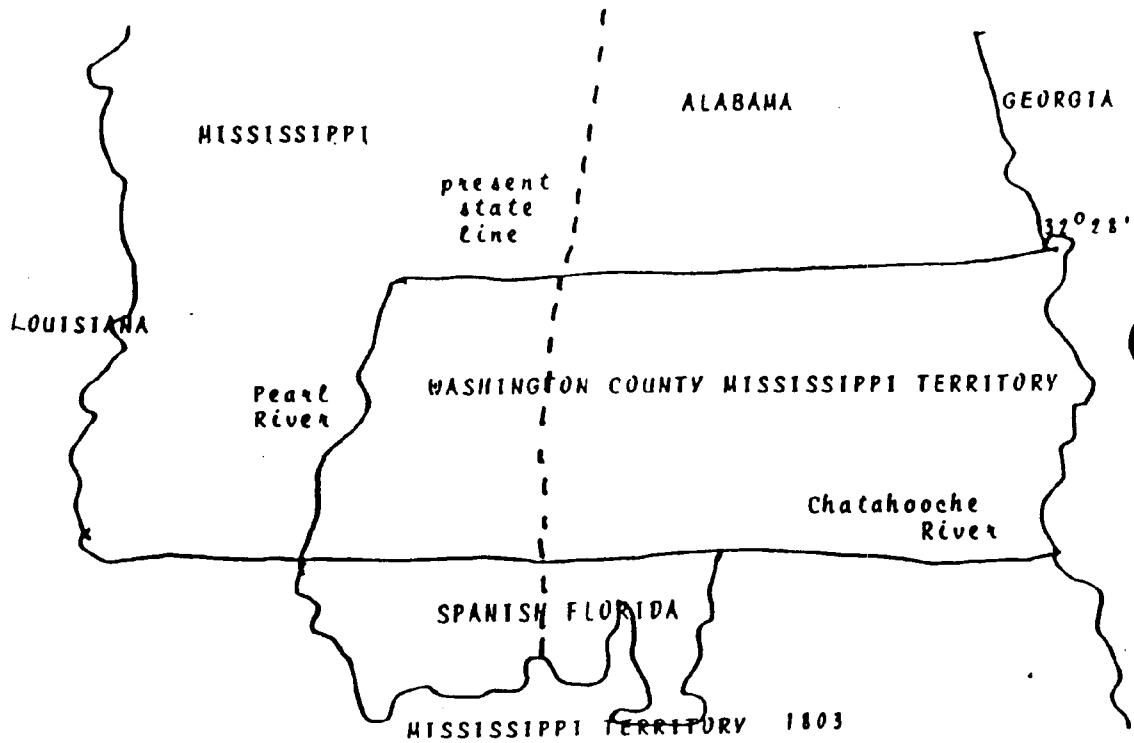 ALABAMA
GEORGIA
MISSISSIPPI
present
state
line
32°28'
LOUISIANA
Pearl
River
WASHINGTON COUNTY MISSISSIPPI TERRITORY
Chatahooche
River
SPANISH FLORIDA
MISSISSIPPI TERRITORY 1803